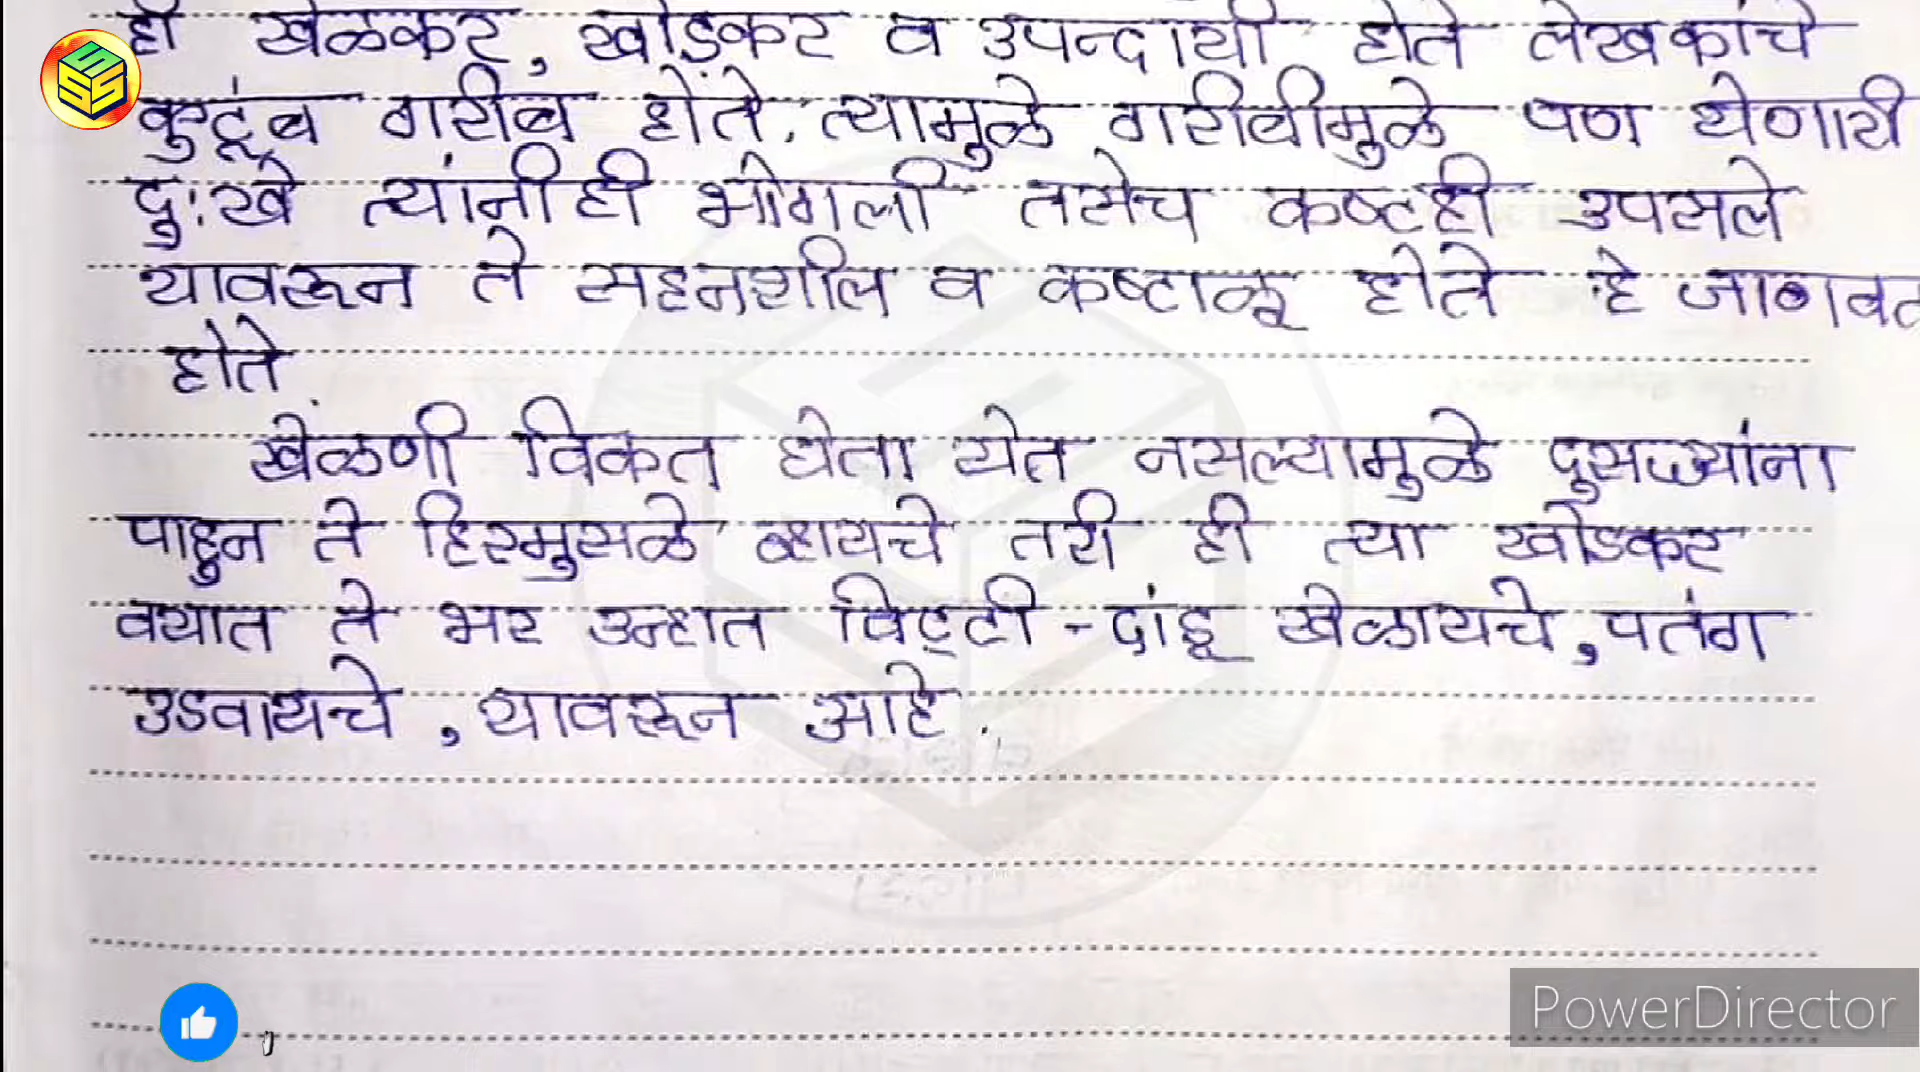 ही खेळकर, खोडकर व उपन्दायी होते लेखकांचे
कुटूंब गरीब होते. त्यामुळे गरीबीमुळे पण येणारी
दु:खे त्यांनीही भोगली तसेच कष्टही उपसले
यावरून ते सहनशील व कष्टाळू होते हे जाणवत
होते
खेळणी विकत घेता येत नसल्यामुळे दुसऱ्यांना
पाहून ते हिरमुसळे व्हायचे तरी ही त्या खोडकर
वयात ते भर उन्हात विट्टी-दांडू खेळायचे, पतंग
उडवायचे, यावरून आहे.
PowerDirector